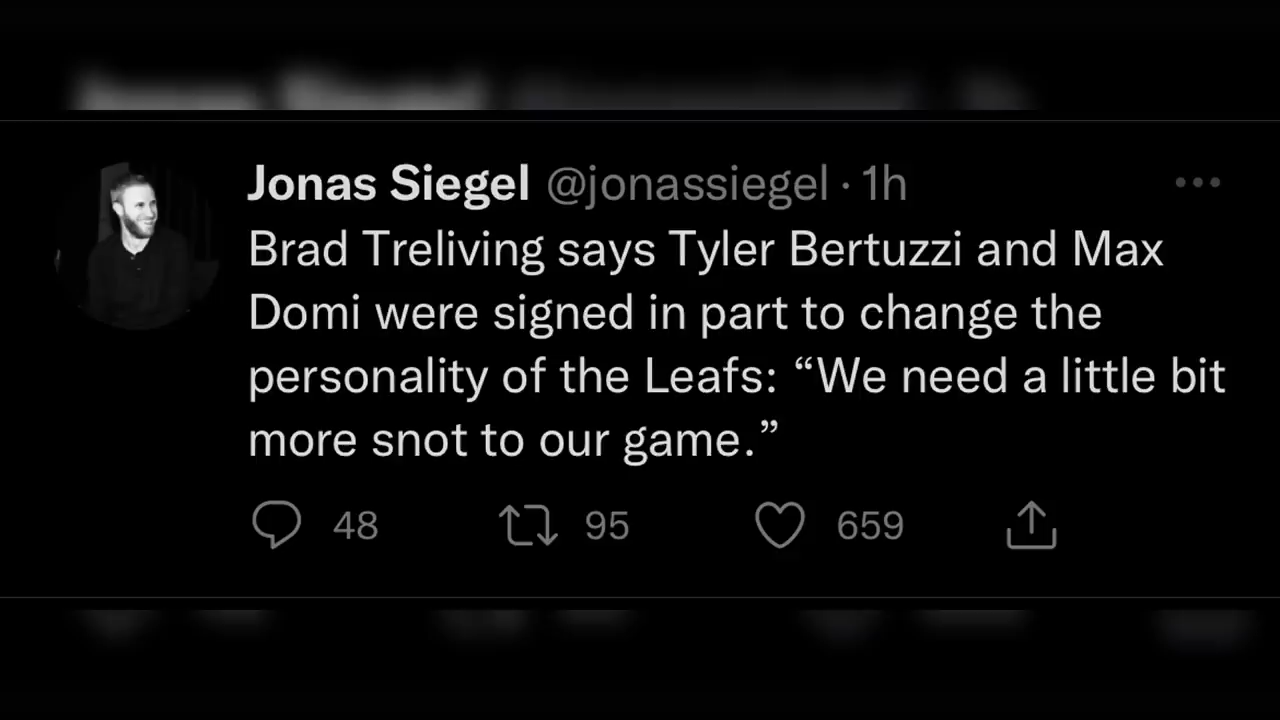 Jonas Siegel @jonassiegel · 1h
Brad Treliving says Tyler Bertuzzi and Max
Domi were signed in part to change the
personality of the Leafs: “We need a little bit
more snot to our game.”
48 95 659